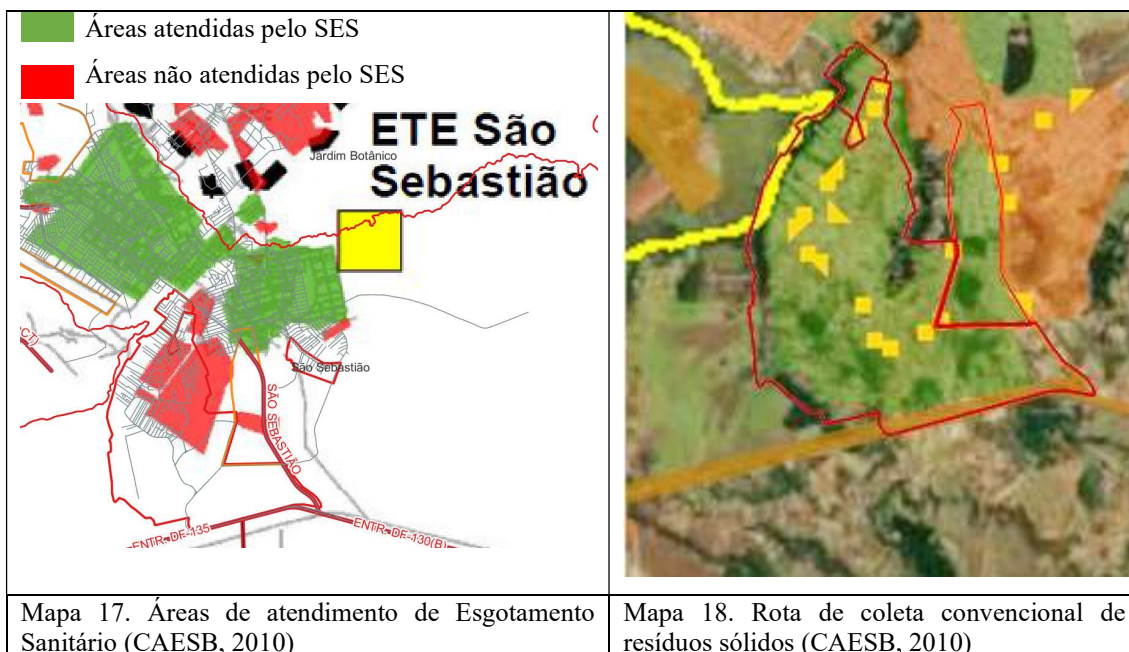 Áreas atendidas pelo SES
Áreas não atendidas pelo SES
ETE São
Sebastião
Jardim Botânico
São Sebastião
SÃO SEBASTIÃO
ENTR. DF-135
ENTR. DF-130(B)
Mapa 17. Áreas de atendimento de Esgotamento
Sanitário (CAESB, 2010)
Mapa 18. Rota de coleta convencional de
resíduos sólidos (CAESB, 2010)